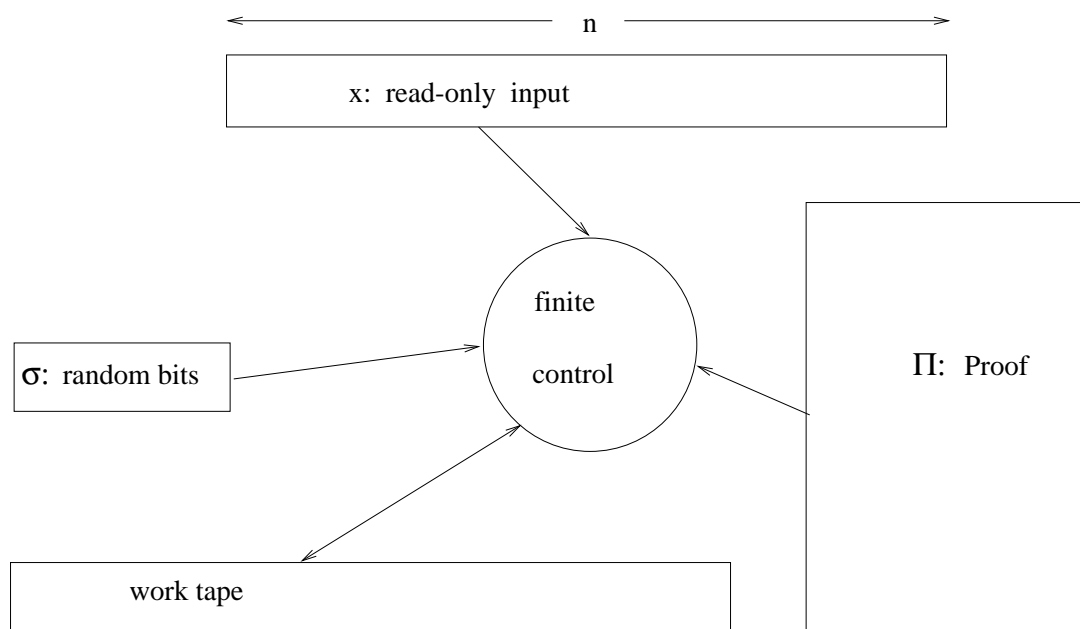 n
x: read-only input
finite
control
σ: random bits
Π: Proof
work tape